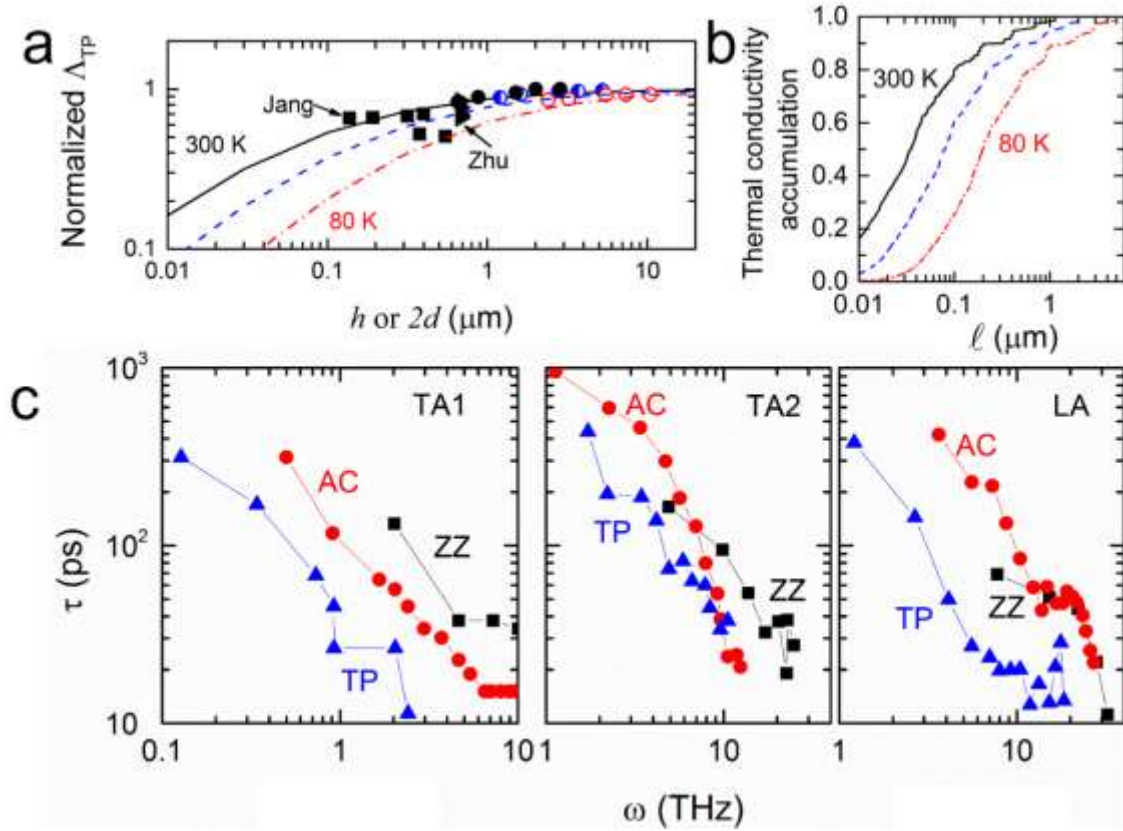 a
Normalized Λ_TP
1
0.1
0.01
0.1
1
10
h or 2d (μm)
Jang
300 K
Zhu
80 K
b
Thermal conductivity
accumulation
1.0
0.8
0.6
0.4
0.2
0.0
0.01
0.1
1
ℓ (μm)
300 K
80 K
c
τ (ps)
10³
10²
10
TA1
AC
ZZ
TP
0.1
1
10
TA2
AC
TP
ZZ
1
10
LA
AC
ZZ
TP
1
10
ω (THz)